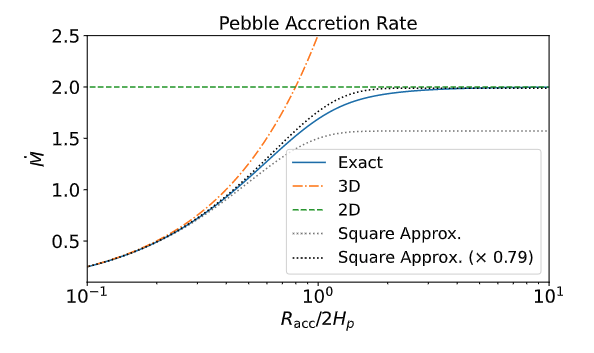 Pebble Accretion Rate
2.5
2.0
1.5
1.0
0.5
Ṁ
Exact
3D
2D
Square Approx.
Square Approx. (× 0.79)
10⁻¹
10⁰
10¹
R_acc/2H_p